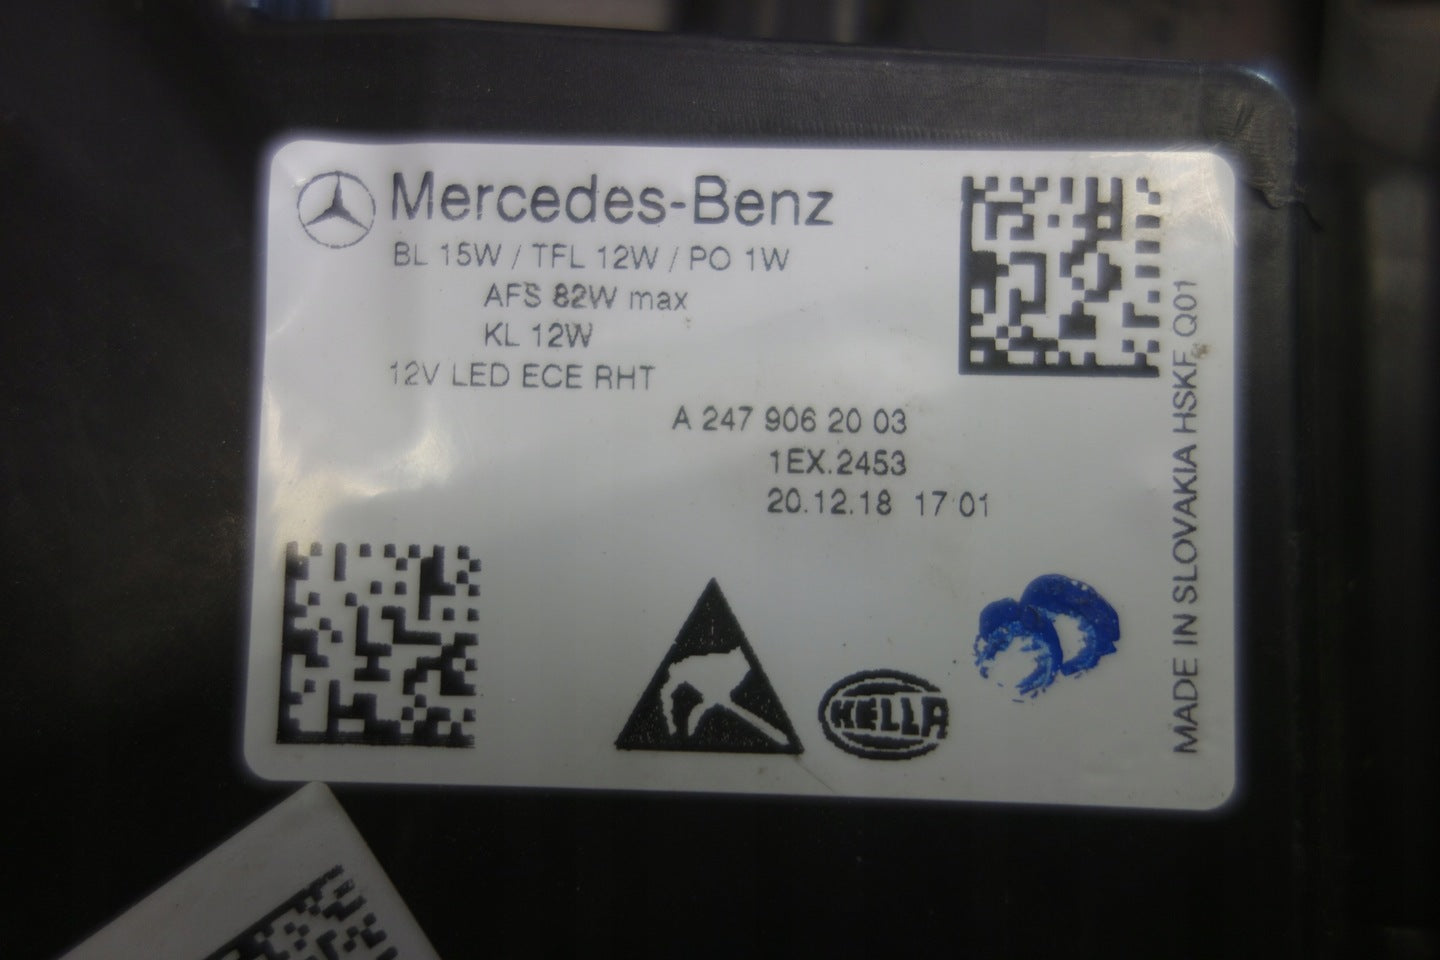 Mercedes-Benz
BL 15W / TFL 12W / PO 1W
AFS 82W max
KL 12W
12V LED ECE RHT
A 247 906 20 03
1EX.2453
20.12.18 17:01
HELLA
MADE IN SLOVAKIA HSKF Q01